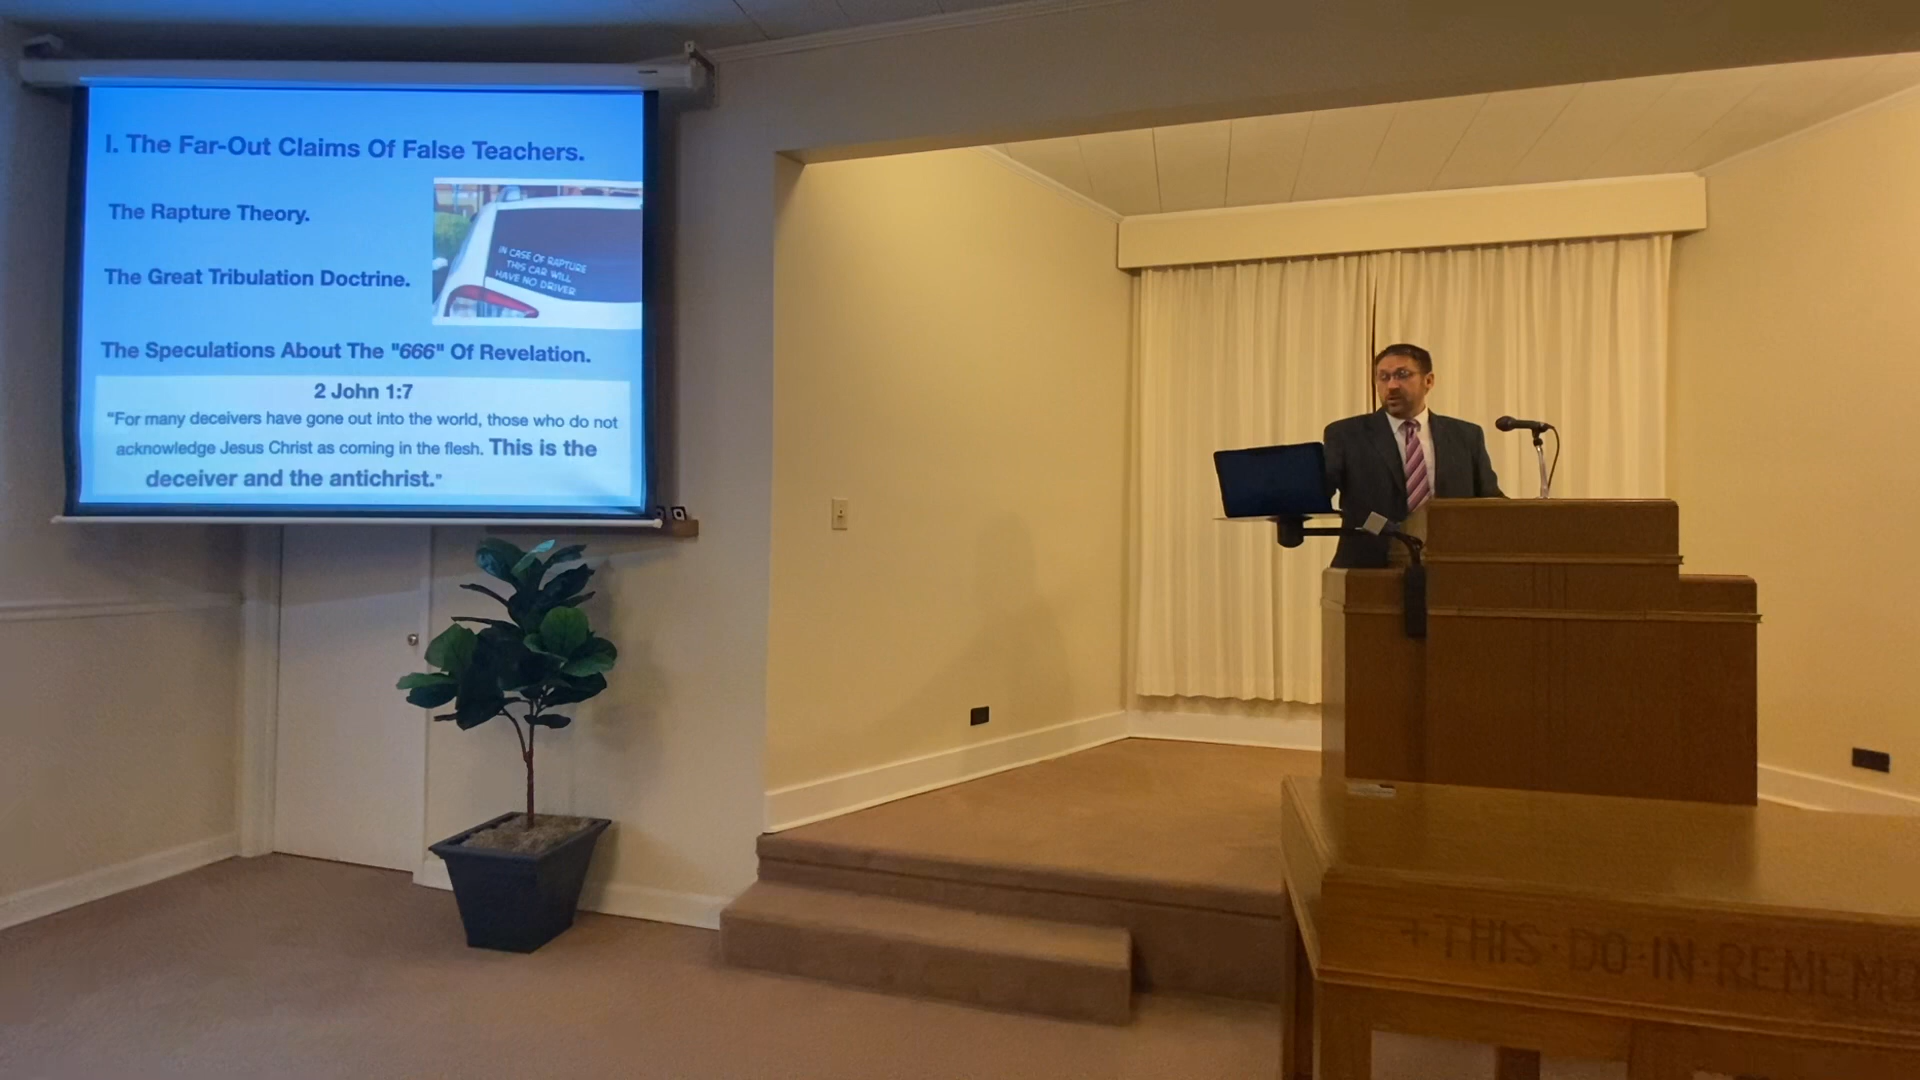 I. The Far-Out Claims Of False Teachers.
The Rapture Theory.
IN CASE OF RAPTURE
THIS CAR WILL
HAVE NO DRIVER
The Great Tribulation Doctrine.
The Speculations About The "666" Of Revelation.
2 John 1:7
"For many deceivers have gone out into the world, those who do not
acknowledge Jesus Christ as coming in the flesh. This is the
deceiver and the antichrist."
+THIS·DO·IN·REMEM